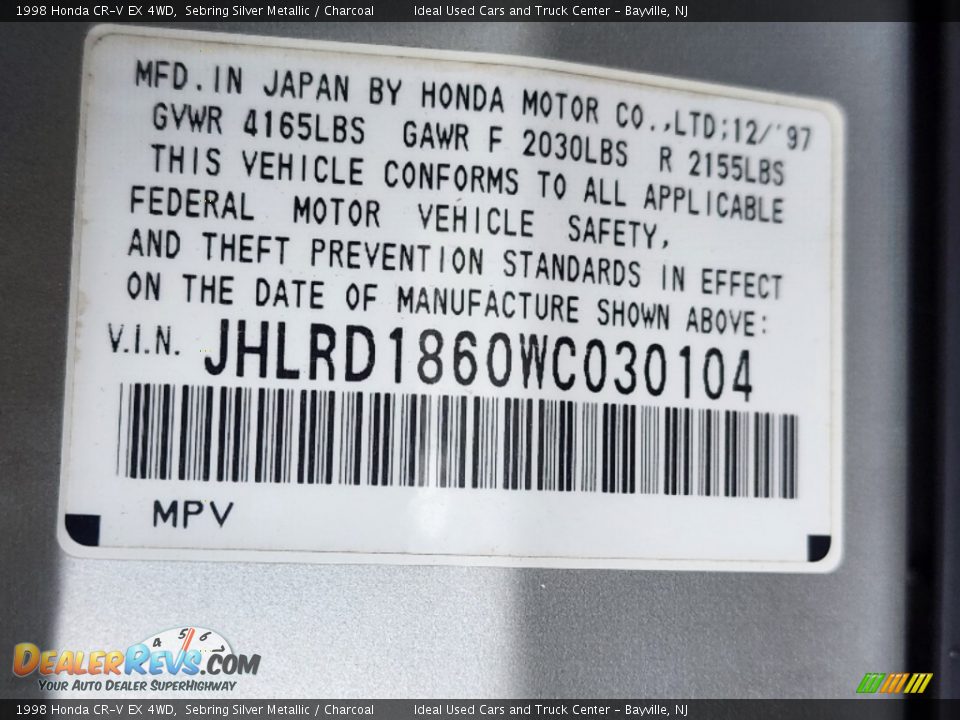 1998 Honda CR-V EX 4WD, Sebring Silver Metallic / Charcoal Ideal Used Cars and Truck Center - Bayville, NJ
MFD. IN JAPAN BY HONDA MOTOR CO.,LTD;12/'97
GVWR 4165LBS GAWR F 2030LBS R 2155LBS
THIS VEHICLE CONFORMS TO ALL APPLICABLE
FEDERAL MOTOR VEHICLE SAFETY,
AND THEFT PREVENTION STANDARDS IN EFFECT
ON THE DATE OF MANUFACTURE SHOWN ABOVE:
V.I.N. JHLRD1860WC030104
MPV
4 5 6 7
DEALERREVS.COM
YOUR AUTO DEALER SUPERHIGHWAY
1998 Honda CR-V EX 4WD, Sebring Silver Metallic / Charcoal Ideal Used Cars and Truck Center - Bayville, NJ